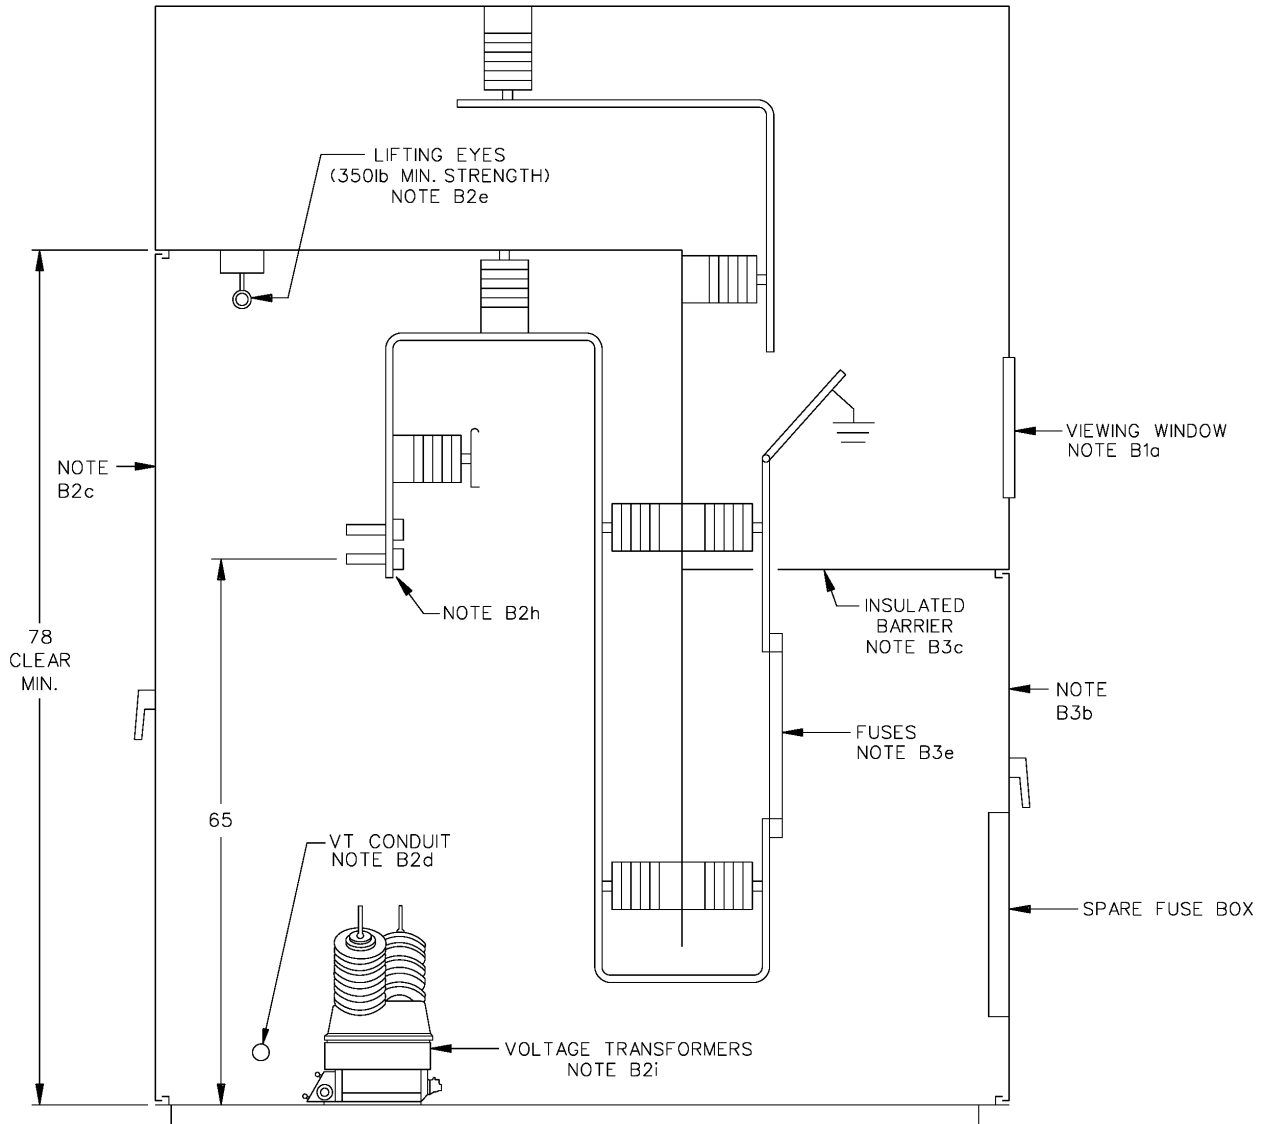 LIFTING EYES
(350lb MIN. STRENGTH)
NOTE B2e
VIEWING WINDOW
NOTE B1a
NOTE
B2c
NOTE B2h
INSULATED
BARRIER
NOTE B3c
78
CLEAR
MIN.
NOTE
B3b
FUSES
NOTE B3e
65
VT CONDUIT
NOTE B2d
SPARE FUSE BOX
VOLTAGE TRANSFORMERS
NOTE B2i